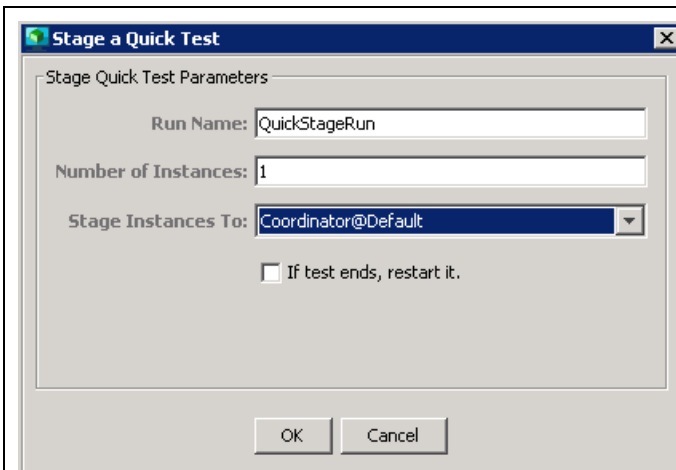 Stage a Quick Test
Stage Quick Test Parameters
Run Name: QuickStageRun
Number of Instances: 1
Stage Instances To: Coordinator@Default
If test ends, restart it.
OK Cancel